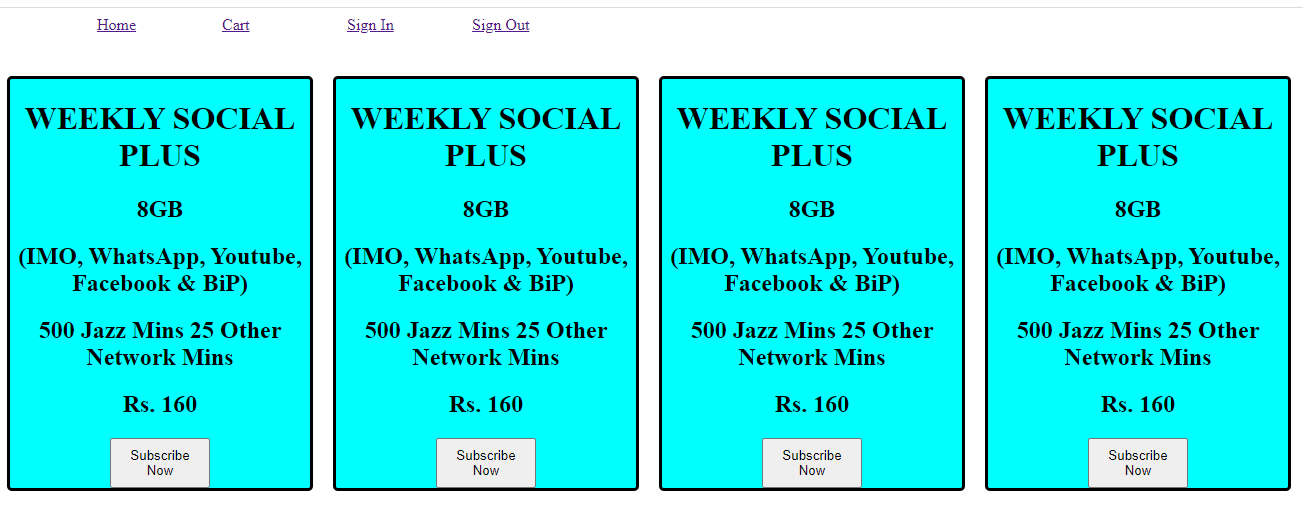 Home Cart Sign In Sign Out
WEEKLY SOCIAL
PLUS
8GB
(IMO, WhatsApp, Youtube,
Facebook & BiP)
500 Jazz Mins 25 Other
Network Mins
Rs. 160
Subscribe
Now
WEEKLY SOCIAL
PLUS
8GB
(IMO, WhatsApp, Youtube,
Facebook & BiP)
500 Jazz Mins 25 Other
Network Mins
Rs. 160
Subscribe
Now
WEEKLY SOCIAL
PLUS
8GB
(IMO, WhatsApp, Youtube,
Facebook & BiP)
500 Jazz Mins 25 Other
Network Mins
Rs. 160
Subscribe
Now
WEEKLY SOCIAL
PLUS
8GB
(IMO, WhatsApp, Youtube,
Facebook & BiP)
500 Jazz Mins 25 Other
Network Mins
Rs. 160
Subscribe
Now